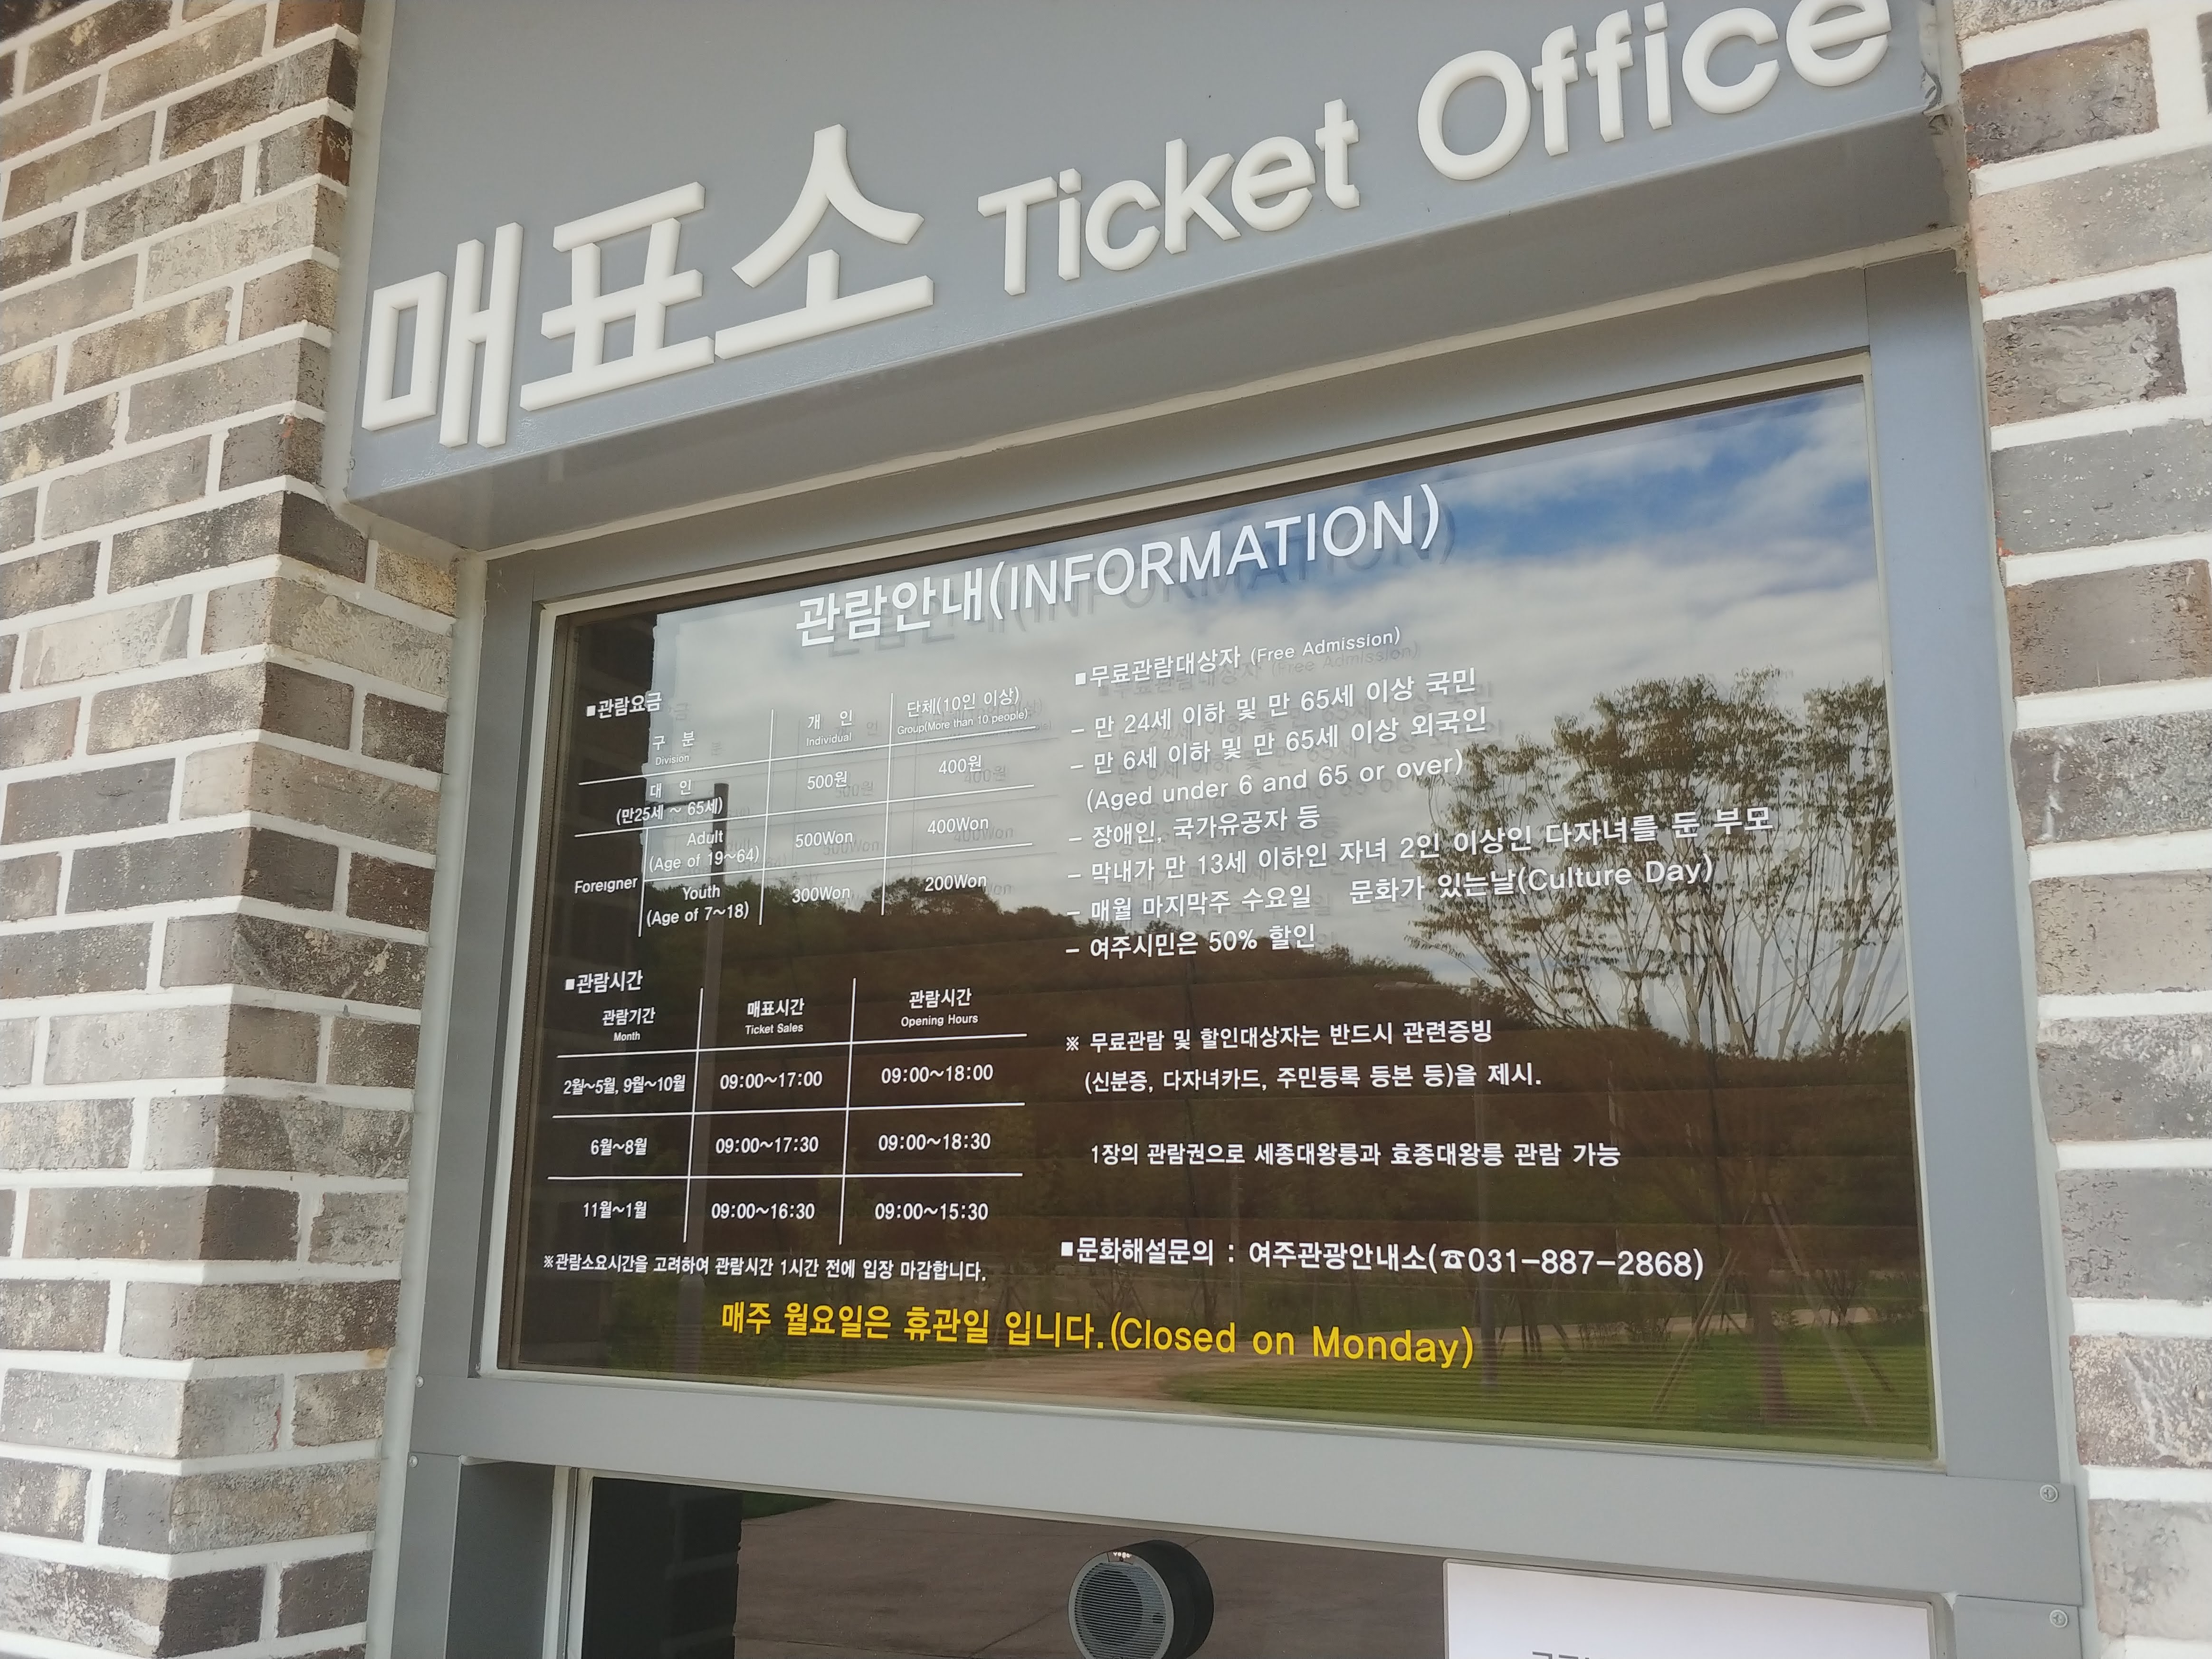 매표소 Ticket Office
관람안내(INFORMATION)
■관람요금
구 분 개 인 단체(10인 이상)
Division Individual Group(More than 10 people)
대 인 500원 400원
(만25세 ~ 65세)
Foreigner Adult 500Won 400Won
(Age of 19~64)
Youth 300Won 200Won
(Age of 7~18)
■관람시간
관람기간 매표시간 관람시간
Month Ticket Sales Opening Hours
2월~5월, 9월~10월 09:00~17:00 09:00~18:00
6월~8월 09:00~17:30 09:00~18:30
11월~1월 09:00~16:30 09:00~15:30
※관람소요시간을 고려하여 관람시간 1시간 전에 입장 마감합니다.
■무료관람대상자 (Free Admission)
- 만 24세 이하 및 만 65세 이상 국민
- 만 6세 이하 및 만 65세 이상 외국인
(Aged under 6 and 65 or over)
- 장애인, 국가유공자 등
- 막내가 만 13세 이하인 자녀 2인 이상인 다자녀를 둔 부모
- 매월 마지막주 수요일 문화가 있는날(Culture Day)
- 여주시민은 50% 할인
※ 무료관람 및 할인대상자는 반드시 관련증빙
(신분증, 다자녀카드, 주민등록 등본 등)을 제시.
1장의 관람권으로 세종대왕릉과 효종대왕릉 관람 가능
■문화해설문의 : 여주관광안내소(☎031-887-2868)
매주 월요일은 휴관일 입니다.(Closed on Monday)